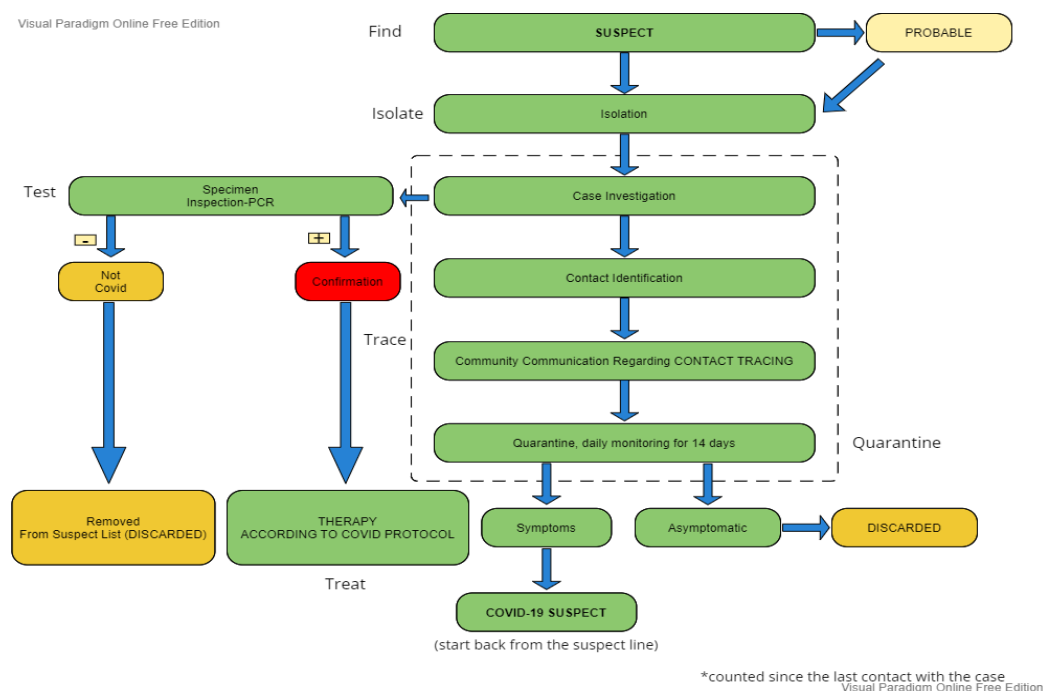 Visual Paradigm Online Free Edition
Find
SUSPECT
PROBABLE
Isolate
Isolation
Test
Specimen
Inspection-PCR
Case Investigation
-
+
Not
Covid
Confirmation
Contact Identification
Trace
Community Communication Regarding CONTACT TRACING
Quarantine, daily monitoring for 14 days
Quarantine
Removed
From Suspect List (DISCARDED)
THERAPY
ACCORDING TO COVID PROTOCOL
Symptoms
Asymptomatic
DISCARDED
Treat
COVID-19 SUSPECT
(start back from the suspect line)
*counted since the last contact with the case
Visual Paradigm Online Free Edition